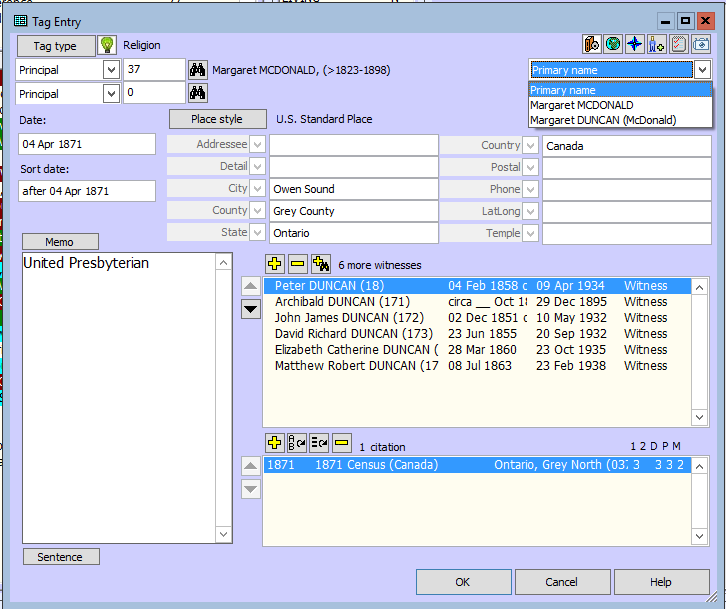 Tag Entry
Tag type Religion
Principal 37 Margaret MCDONALD, (>1823-1898) Primary name
Principal 0 Primary name
Margaret MCDONALD
Margaret DUNCAN (McDonald)
Date: Place style U.S. Standard Place
04 Apr 1871 Addressee Country Canada
Sort date: Detail Postal
after 04 Apr 1871 City Owen Sound Phone
County Grey County LatLong
State Ontario Temple
Memo
United Presbyterian
6 more witnesses
Peter DUNCAN (18) 04 Feb 1858 09 Apr 1934 Witness
Archibald DUNCAN (171) circa __ Oct 29 Dec 1895 Witness
John James DUNCAN (172) 02 Dec 1851 10 May 1932 Witness
David Richard DUNCAN (173) 23 Jun 1855 20 Sep 1932 Witness
Elizabeth Catherine DUNCAN ( 28 Mar 1860 23 Oct 1935 Witness
Matthew Robert DUNCAN (17 08 Jul 1863 23 Feb 1938 Witness
1 citation 1 2 D P M
1871 1871 Census (Canada) Ontario, Grey North (037 3 3 3 2
Sentence
OK Cancel Help